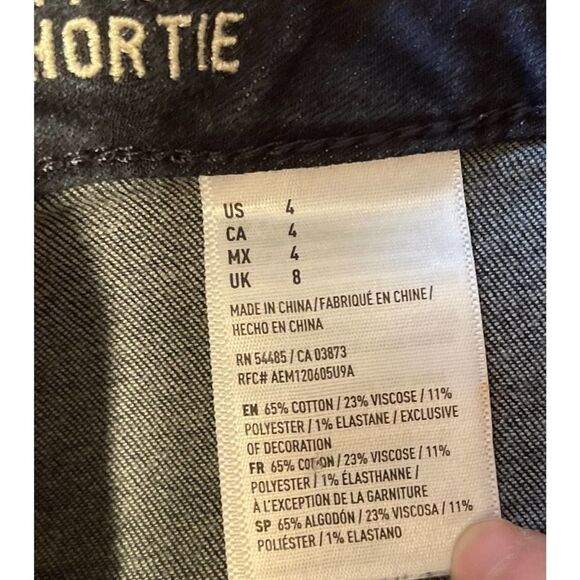 HORTIE
US 4
CA 4
MX 4
UK 8
MADE IN CHINA / FABRIQUÉ EN CHINE /
HECHO EN CHINA
RN 54485 / CA 03873
RFC# AEM120605U9A
EN 65% COTTON / 23% VISCOSE / 11%
POLYESTER / 1% ELASTANE / EXCLUSIVE
OF DECORATION
FR 65% COTON / 23% VISCOSE / 11%
POLYESTER / 1% ÉLASTHANNE /
À L'EXCEPTION DE LA GARNITURE
SP 65% ALGODÓN / 23% VISCOSA / 11%
POLIÉSTER / 1% ELASTANO